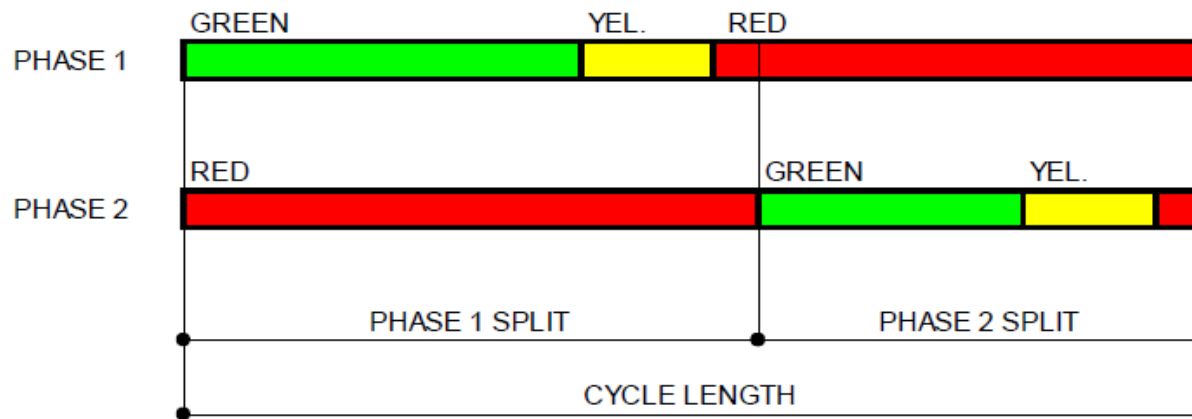 GREEN YEL. RED
PHASE 1
RED GREEN YEL.
PHASE 2
PHASE 1 SPLIT PHASE 2 SPLIT
CYCLE LENGTH